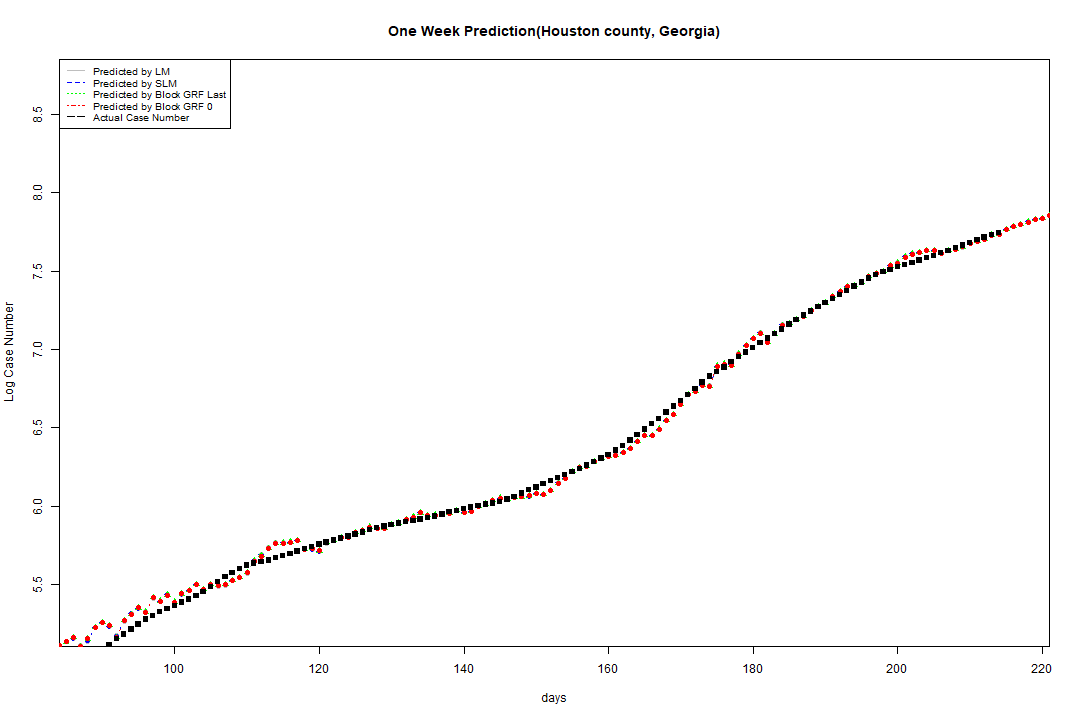 One Week Prediction(Houston county, Georgia)
Predicted by LM
Predicted by SLM
Predicted by Block GRF Last
Predicted by Block GRF 0
Actual Case Number
8.5
8.0
7.5
7.0
6.5
6.0
5.5
Log Case Number
100 120 140 160 180 200 220
days